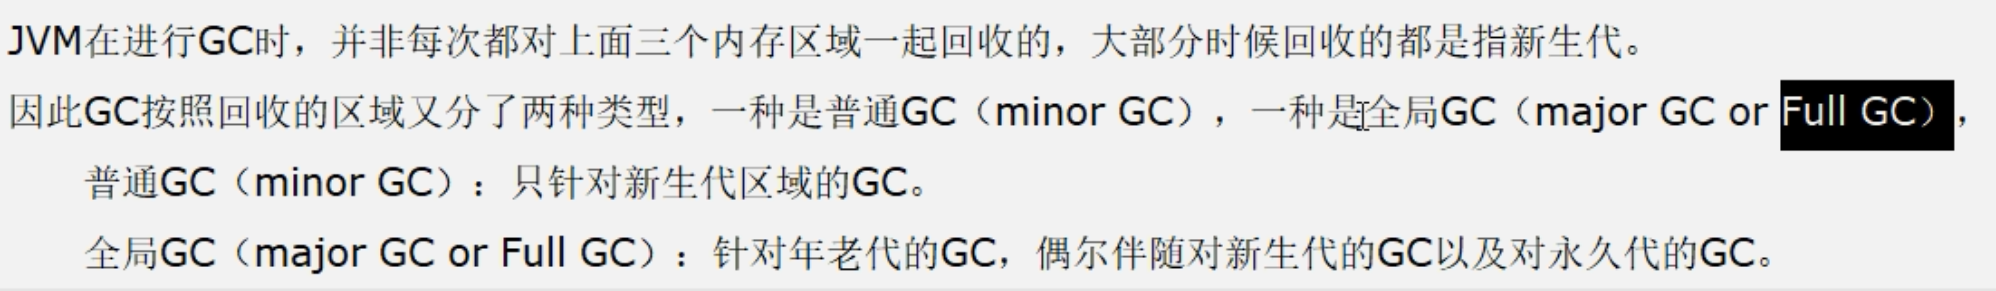 JVM在进行GC时，并非每次都对上面三个内存区域一起回收的，大部分时候回收的都是指新生代。
因此GC按照回收的区域又分了两种类型，一种是普通GC（minor GC），一种是全局GC（major GC or Full GC），
普通GC（minor GC）：只针对新生代区域的GC。
全局GC（major GC or Full GC）：针对年老代的GC，偶尔伴随对新生代的GC以及对永久代的GC。